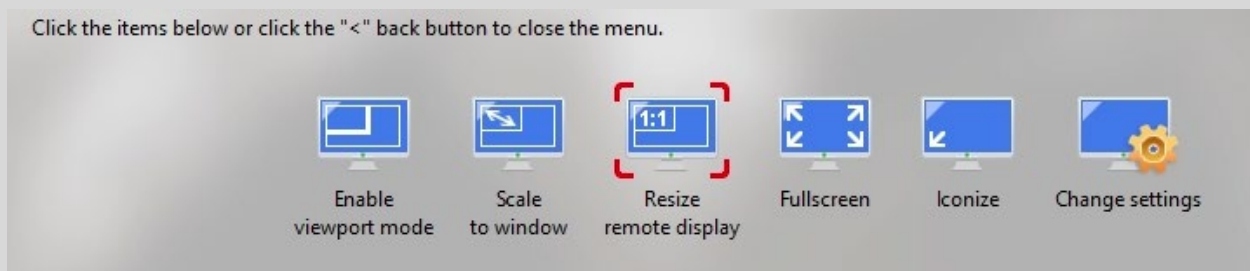 Click the items below or click the "<" back button to close the menu.
1:1
Enable
viewport mode
Scale
to window
Resize
remote display
Fullscreen
Iconize
Change settings